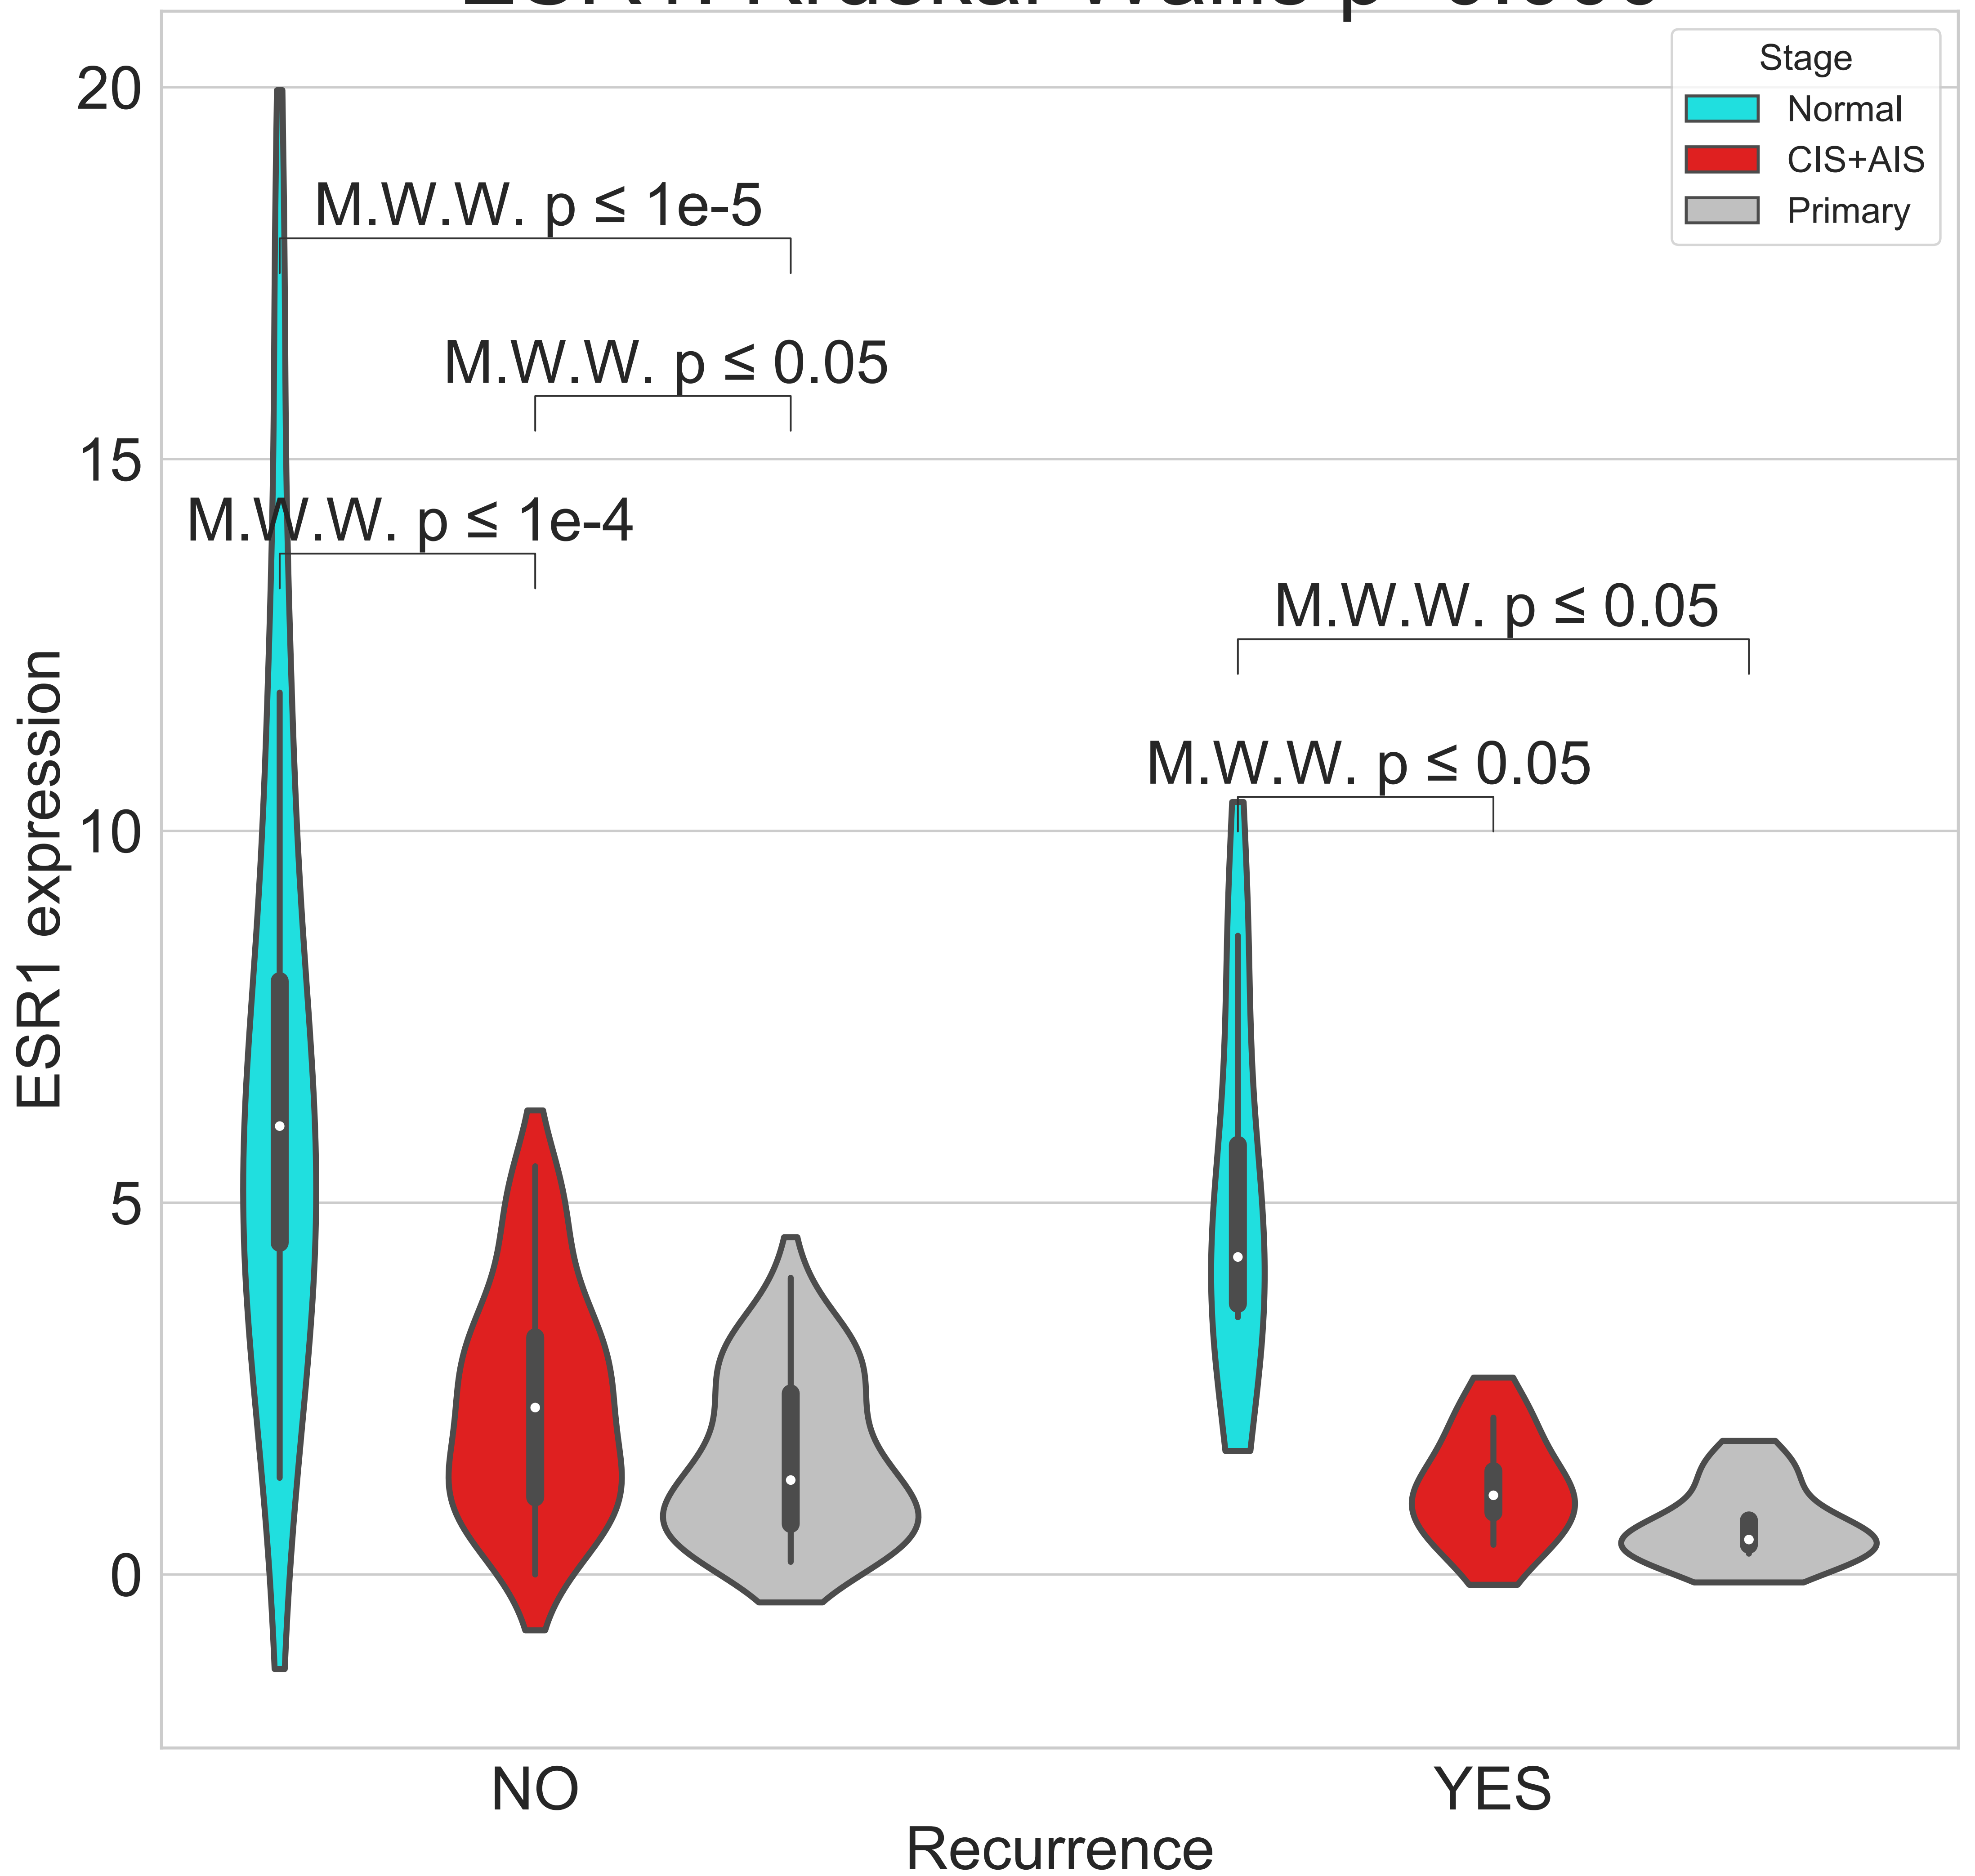 20
15
10
5
0
ESR1 expression
Stage
Normal
CIS+AIS
Primary
M.W.W. p ≤ 1e-5
M.W.W. p ≤ 0.05
M.W.W. p ≤ 1e-4
M.W.W. p ≤ 0.05
M.W.W. p ≤ 0.05
NO
YES
Recurrence